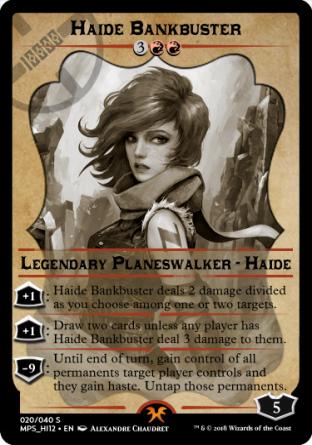 Haide Bankbuster
3
Legendary Planeswalker - Haide
+1 : Haide Bankbuster deals 2 damage divided
as you choose among one or two targets.
+1 : Draw two cards unless any player has
Haide Bankbuster deal 3 damage to them.
-9 : Until end of turn, gain control of all
permanents target player controls and
they gain haste. Untap those permanents.
5
020/040 S
MPS_HI12 • EN Alexandre Chaudret
™ & © 2018 Wizards of the Coast